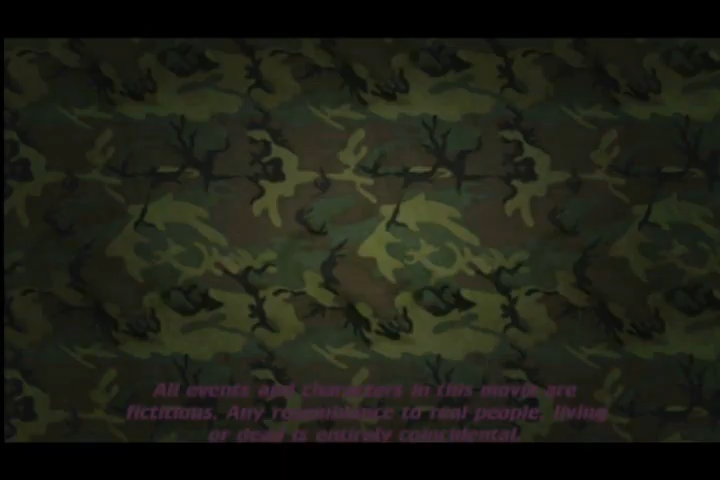 All events and characters in this movie are
fictitious. Any resemblance to real people, living
or dead is entirely coincidental.